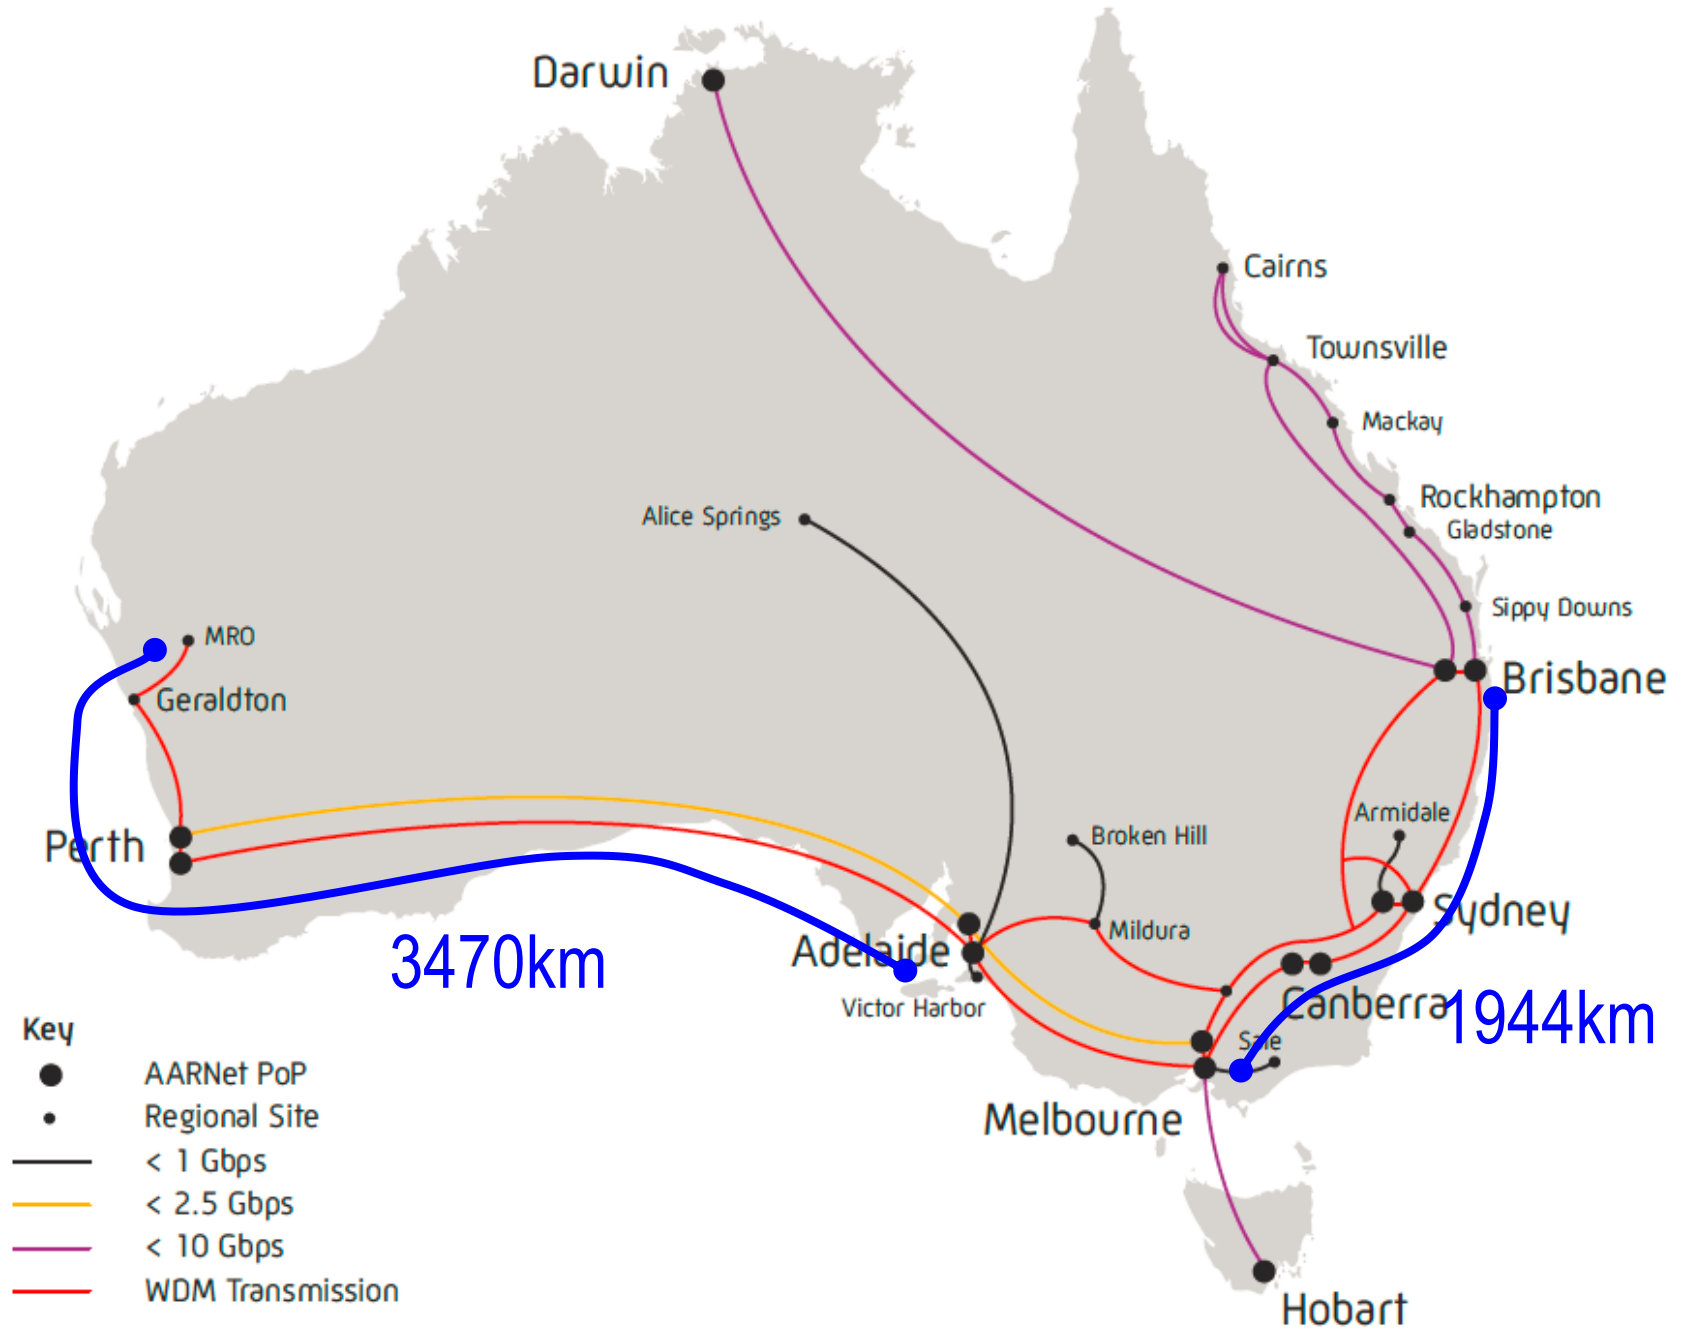 Darwin
Cairns
Townsville
Mackay
Rockhampton
Alice Springs
Gladstone
Sippy Downs
MRO
Brisbane
Geraldton
Armidale
Broken Hill
Perth
Sydney
Mildura
Adelaide
3470km
Victor Harbor
Canberra
1944km
Sale
Melbourne
Hobart
Key
AARNet PoP
Regional Site
< 1 Gbps
< 2.5 Gbps
< 10 Gbps
WDM Transmission